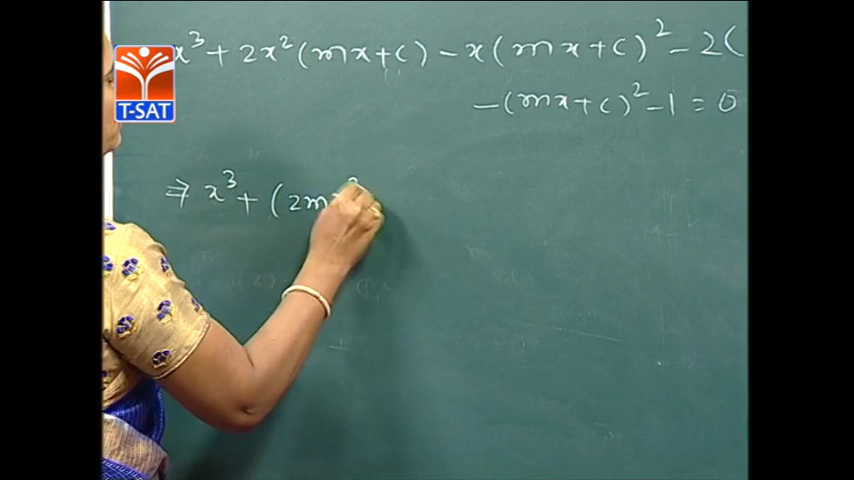 x³ + 2x²(mx+c) - x(mx+c)² - 2(
-(mx+c)² - 1 = 0
T-SAT
⇒ x³ + (2m